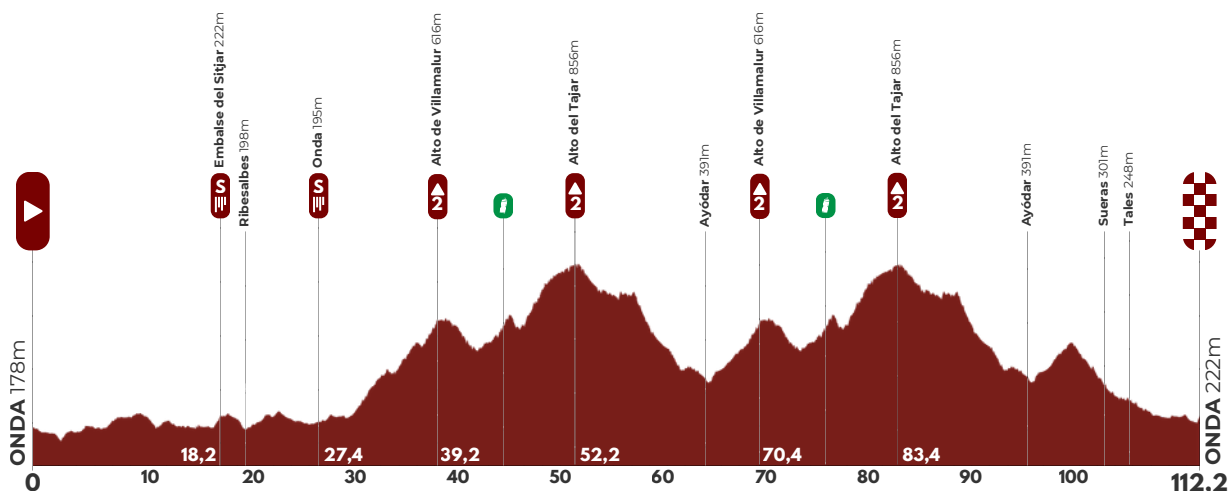 Embalse del Sitjar 222m
Ribesalbes 198m
Onda 195m
Alto de Villamalur 616m
Alto del Tajar 856m
Ayódar 391m
Alto de Villamalur 616m
Alto del Tajar 856m
Ayódar 391m
Sueras 301m
Tales 248m
S
S
2
2
2
2
ONDA 178m
ONDA 222m
18,2
27,4
39,2
52,2
70,4
83,4
0
10
20
30
40
50
60
70
80
90
100
112,2